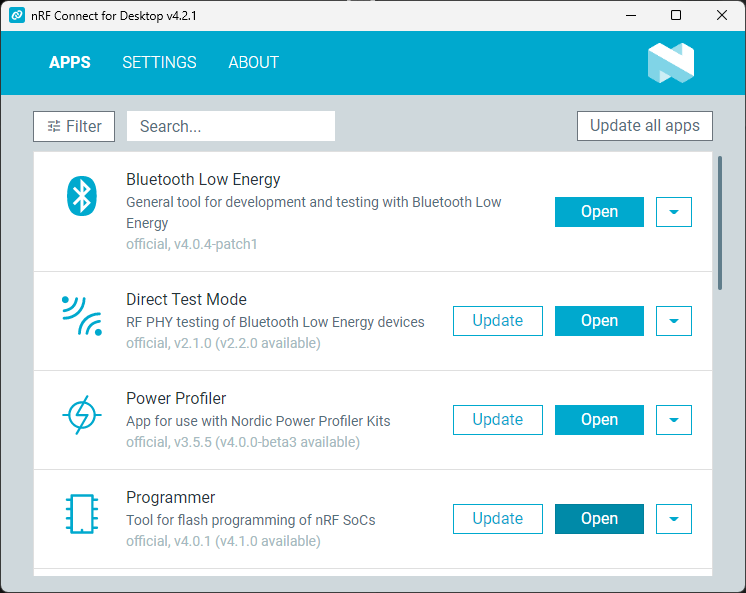 nRF Connect for Desktop v4.2.1
APPS SETTINGS ABOUT
Filter Search... Update all apps
Bluetooth Low Energy
General tool for development and testing with Bluetooth Low
Energy
official, v4.0.4-patch1
Open
Direct Test Mode
RF PHY testing of Bluetooth Low Energy devices
official, v2.1.0 (v2.2.0 available)
Update Open
Power Profiler
App for use with Nordic Power Profiler Kits
official, v3.5.5 (v4.0.0-beta3 available)
Update Open
Programmer
Tool for flash programming of nRF SoCs
official, v4.0.1 (v4.1.0 available)
Update Open